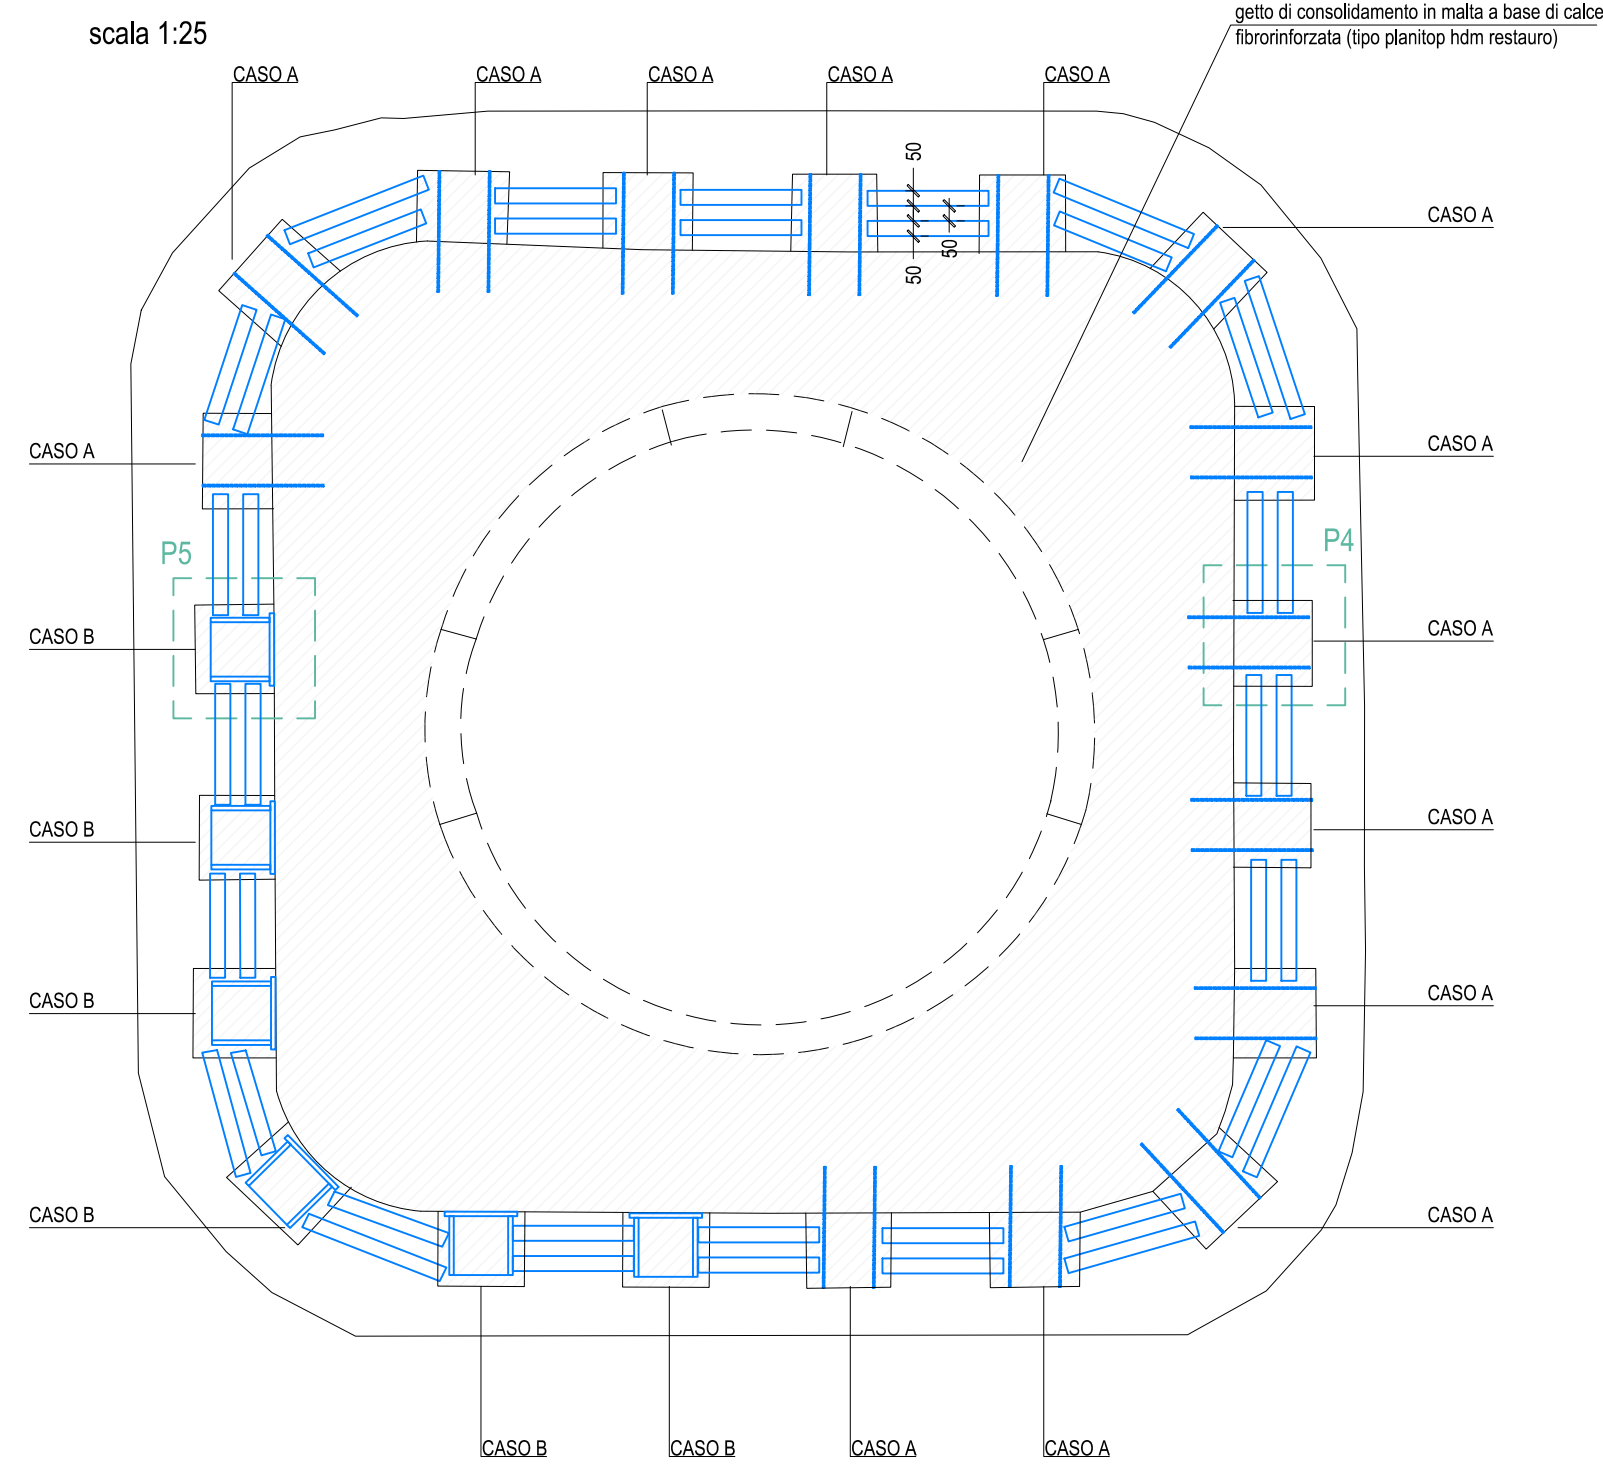 getto di consolidamento in malta a base di calce
fibrorinforzata (tipo planitop hdm restauro)
scala 1:25
CASO A
CASO A
CASO A
CASO A
CASO A
50
50
50
CASO A
CASO A
CASO A
P5
P4
CASO B
CASO A
CASO B
CASO A
CASO B
CASO A
CASO B
CASO A
CASO B
CASO B
CASO A
CASO A